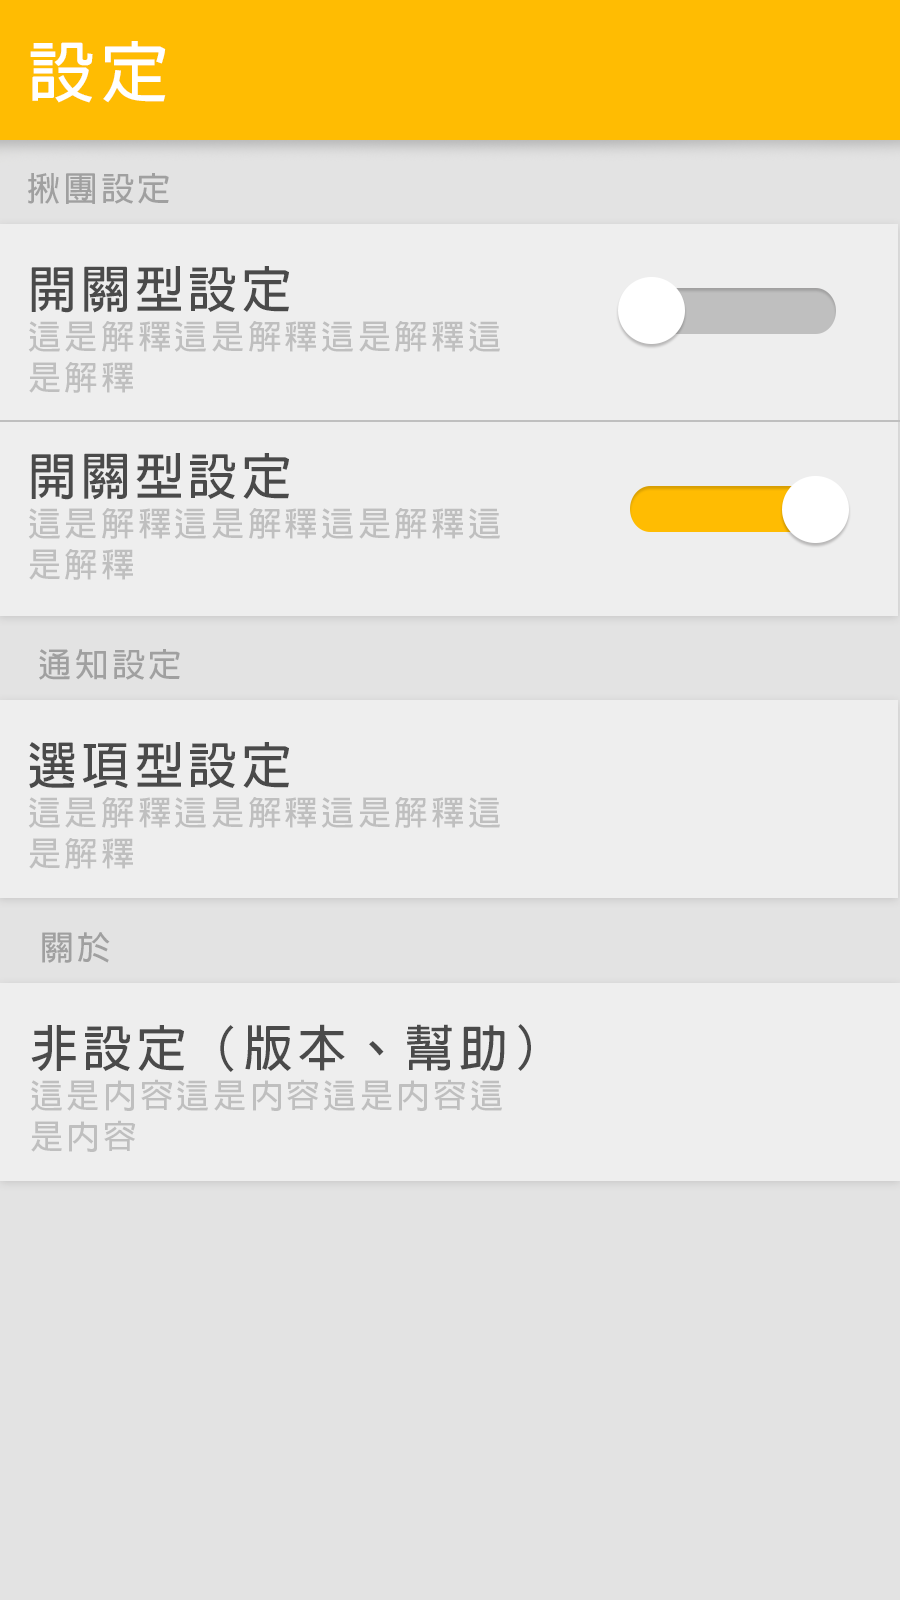 設定
揪團設定
開關型設定
這是解釋這是解釋這是解釋這
是解釋
開關型設定
這是解釋這是解釋這是解釋這
是解釋
通知設定
選項型設定
這是解釋這是解釋這是解釋這
是解釋
關於
非設定（版本、幫助）
這是内容這是内容這是内容這
是内容